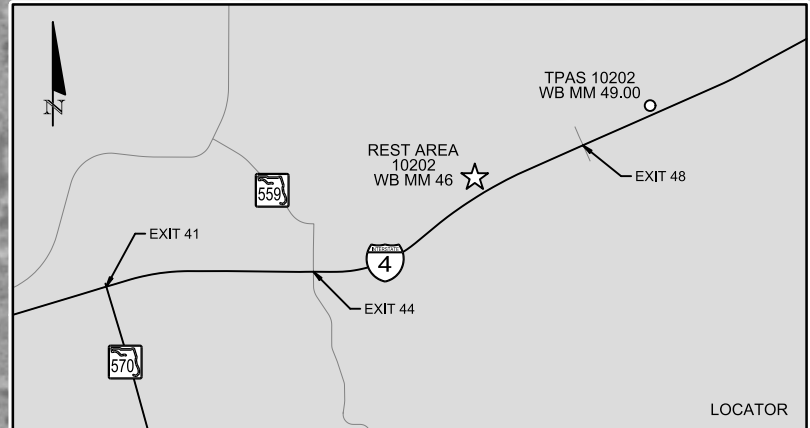 N
TPAS 10202
WB MM 49.00
REST AREA
10202
WB MM 46
559
EXIT 48
EXIT 41
INTERSTATE
4
EXIT 44
570
LOCATOR